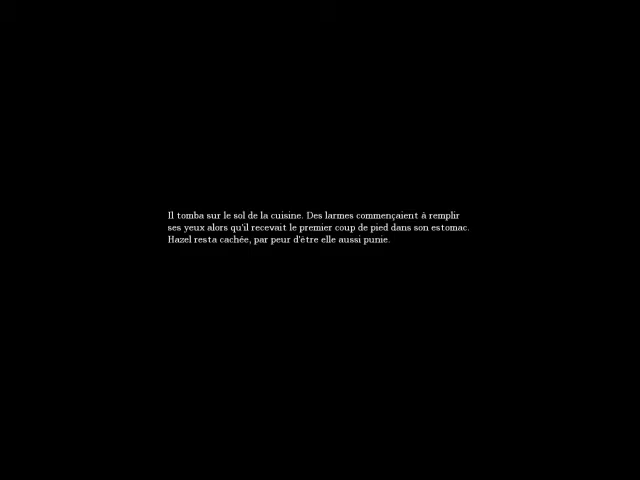 Il tomba sur le sol de la cuisine. Des larmes commençaient à remplir
ses yeux alors qu'il recevait le premier coup de pied dans son estomac.
Hazel resta cachée, par peur d'être elle aussi punie.